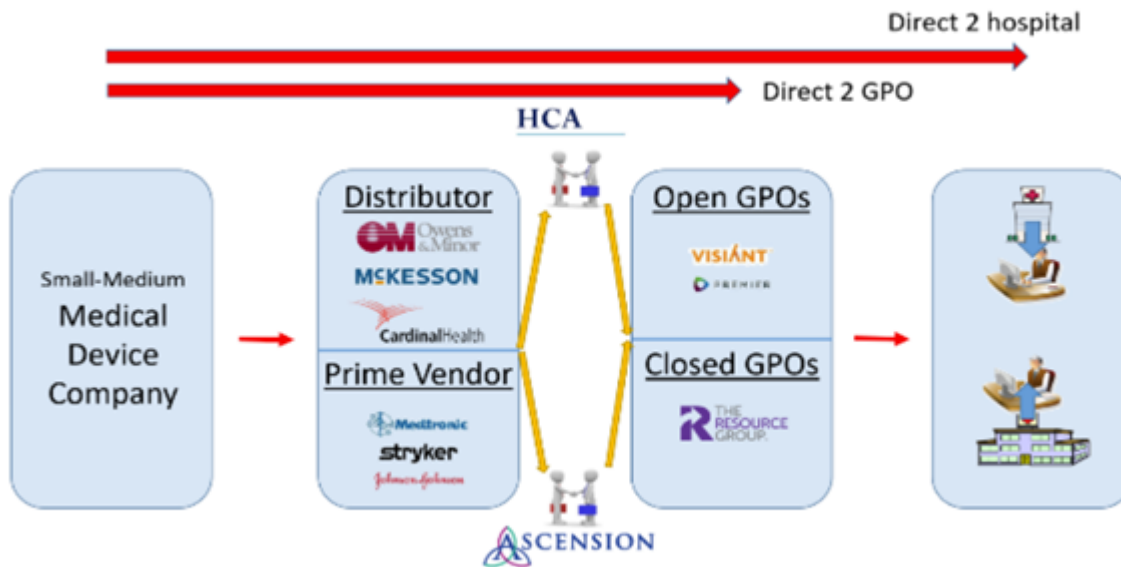 Direct 2 hospital
Direct 2 GPO
HCA
Small-Medium
Medical
Device
Company
Distributor
OM Owens
&Minor
MCKESSON
CardinalHealth
Prime Vendor
Medtronic
stryker
Johnson & Johnson
Open GPOs
VISIANT
PREMIER
Closed GPOs
R THE
RESOURCE
GROUP.
ASCENSION